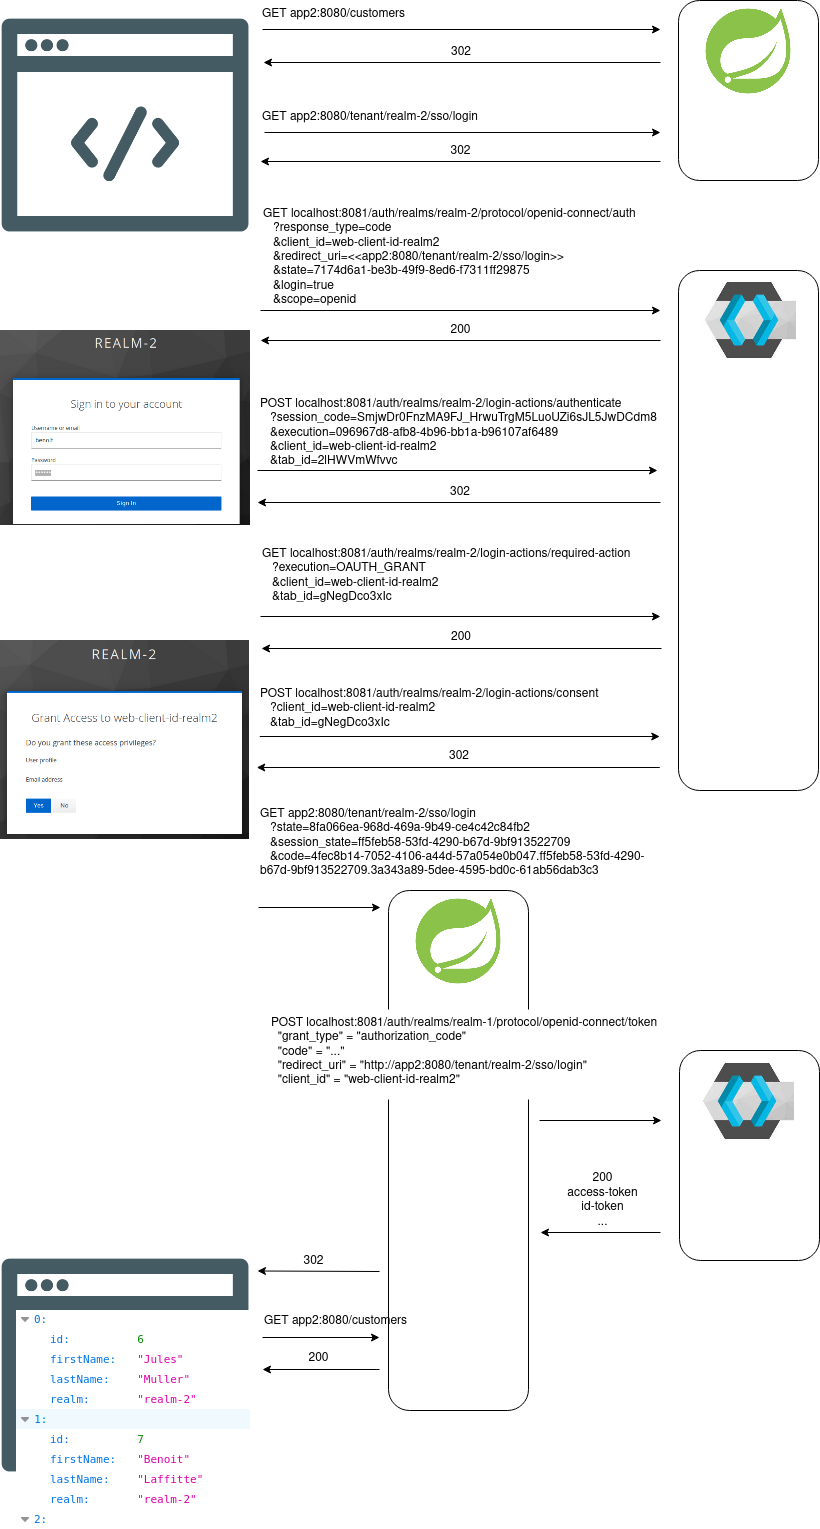 GET app2:8080/customers
302
GET app2:8080/tenant/realm-2/sso/login
302
GET localhost:8081/auth/realms/realm-2/protocol/openid-connect/auth
?response_type=code
&client_id=web-client-id-realm2
&redirect_uri=<<app2:8080/tenant/realm-2/sso/login>>
&state=7174d6a1-be3b-49f9-8ed6-f7311ff29875
&login=true
&scope=openid
200
REALM-2
Sign in to your account
Username or email
benoit
Password
Sign In
POST localhost:8081/auth/realms/realm-2/login-actions/authenticate
?session_code=SmjwDr0FnzMA9FJ_HrwuTrgM5LuoUZi6sJL5JwDCdm8
&execution=096967d8-afb8-4b96-bb1a-b96107af6489
&client_id=web-client-id-realm2
&tab_id=2lHWVmWfvvc
302
GET localhost:8081/auth/realms/realm-2/login-actions/required-action
?execution=OAUTH_GRANT
&client_id=web-client-id-realm2
&tab_id=gNegDco3xIc
200
REALM-2
Grant Access to web-client-id-realm2
Do you grant these access privileges?
User profile
Email address
Yes No
POST localhost:8081/auth/realms/realm-2/login-actions/consent
?client_id=web-client-id-realm2
&tab_id=gNegDco3xIc
302
GET app2:8080/tenant/realm-2/sso/login
?state=8fa066ea-968d-469a-9b49-ce4c42c84fb2
&session_state=ff5feb58-53fd-4290-b67d-9bf913522709
&code=4fec8b14-7052-4106-a44d-57a054e0b047.ff5feb58-53fd-4290-
b67d-9bf913522709.3a343a89-5dee-4595-bd0c-61ab56dab3c3
POST localhost:8081/auth/realms/realm-1/protocol/openid-connect/token
"grant_type" = "authorization_code"
"code" = "..."
"redirect_uri" = "http://app2:8080/tenant/realm-2/sso/login"
"client_id" = "web-client-id-realm2"
200
access-token
id-token
...
302
GET app2:8080/customers
200
0:
id: 6
firstName: "Jules"
lastName: "Muller"
realm: "realm-2"
1:
id: 7
firstName: "Benoit"
lastName: "Laffitte"
realm: "realm-2"
2: